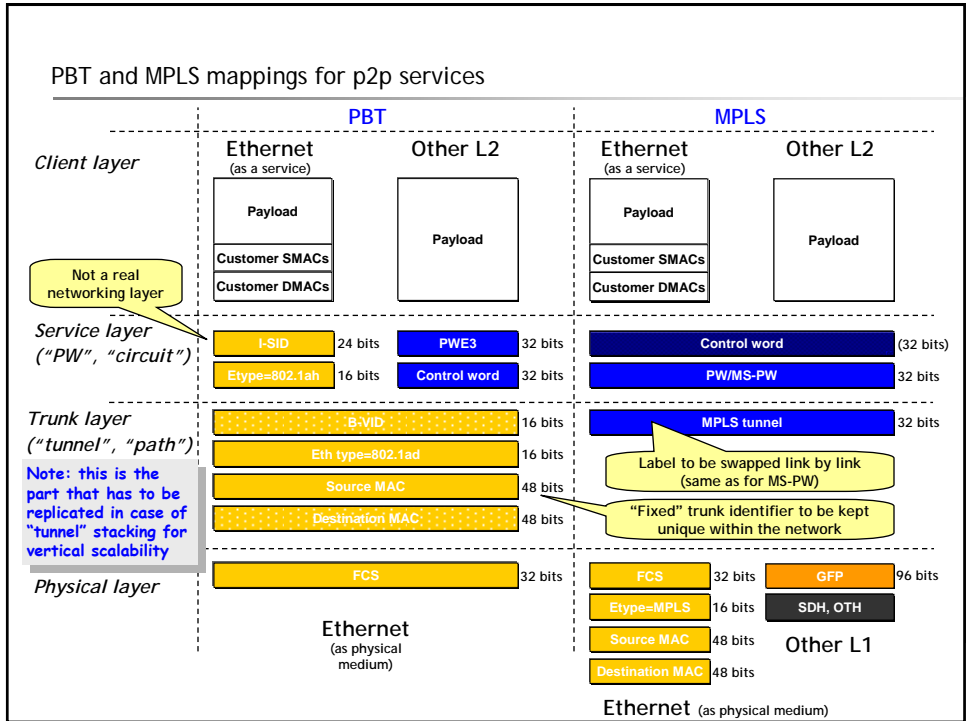 PBT and MPLS mappings for p2p services
PBT
MPLS
Client layer
Ethernet
(as a service)
Other L2
Ethernet
(as a service)
Other L2
Payload
Customer SMACs
Customer DMACs
Payload
Payload
Customer SMACs
Customer DMACs
Payload
Not a real
networking layer
Service layer
("PW", "circuit")
I-SID
24 bits
Etype=802.1ah
16 bits
PWE3
32 bits
Control word
32 bits
Control word
(32 bits)
PW/MS-PW
32 bits
Trunk layer
("tunnel", "path")
Note: this is the
part that has to be
replicated in case of
"tunnel" stacking for
vertical scalability
B-VID
16 bits
Eth type=802.1ad
16 bits
Source MAC
48 bits
Destination MAC
48 bits
MPLS tunnel
32 bits
Label to be swapped link by link
(same as for MS-PW)
"Fixed" trunk identifier to be kept
unique within the network
Physical layer
FCS
32 bits
Ethernet
(as physical
medium)
FCS
32 bits
Etype=MPLS
16 bits
Source MAC
48 bits
Destination MAC
48 bits
GFP
96 bits
SDH, OTH
Other L1
Ethernet (as physical medium)